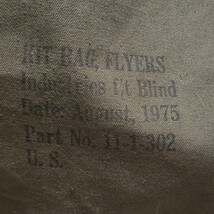 KIT BAG, FLYERS
Industries f/t Blind
Date: August, 1975
Part No. 11-1-302
U. S.